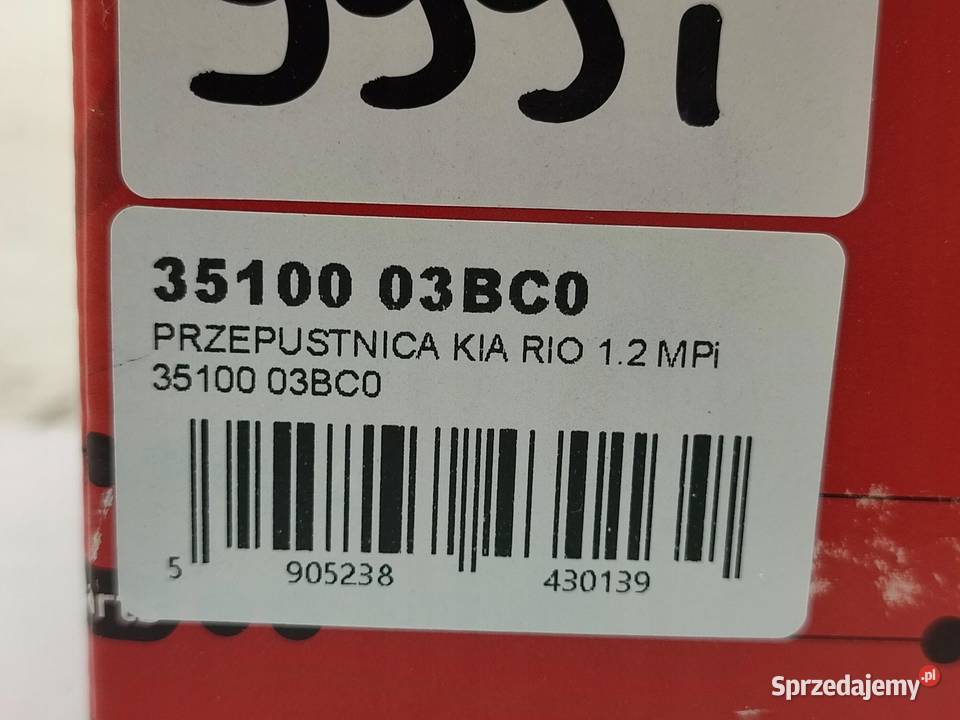 35100 03BC0
PRZEPUSTNICA KIA RIO 1.2 MPi
35100 03BC0
5 905238 430139
Sprzedajemy.pl